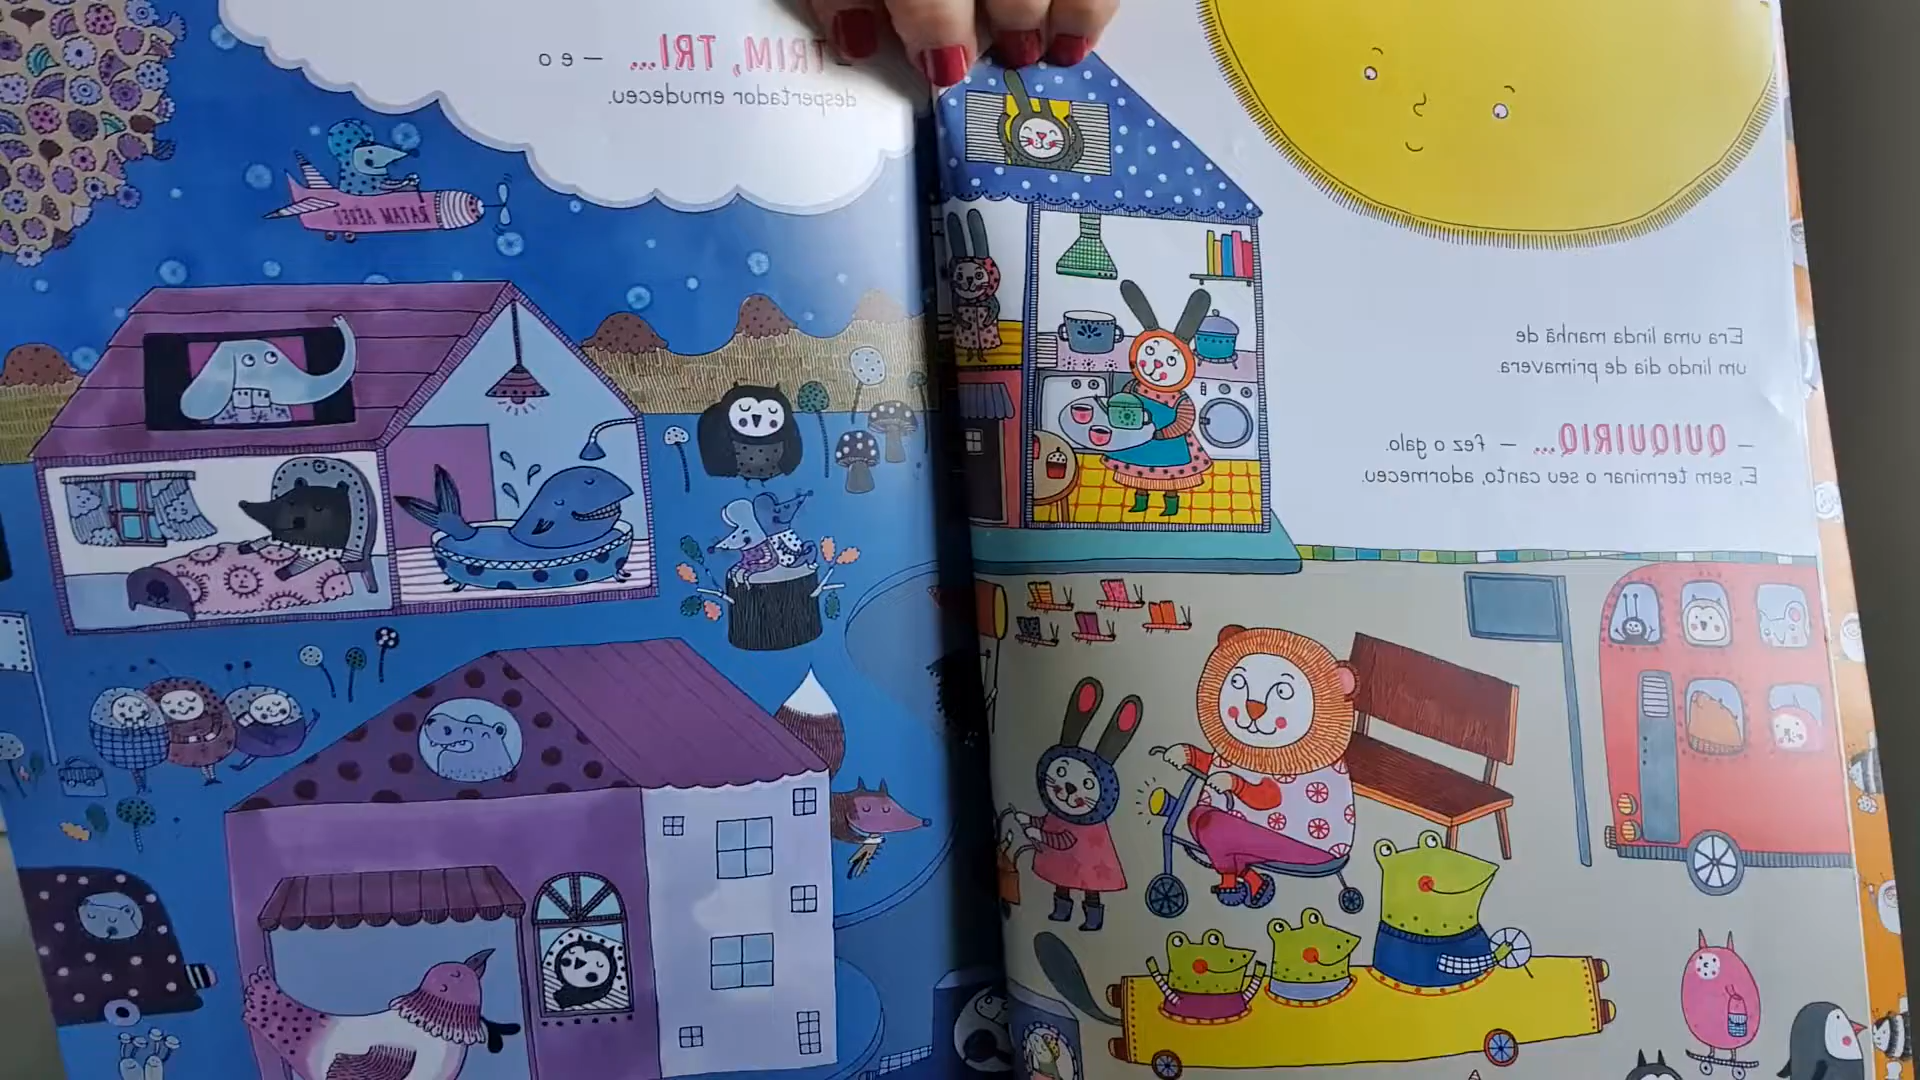 — TRIM, TRI... — e o
despertador emudeceu.
RATAM AEREO
Era uma linda manhã de
um lindo dia de primavera.
— QUIQUIRIQ... — fez o galo.
E, sem terminar o seu canto, adormeceu.